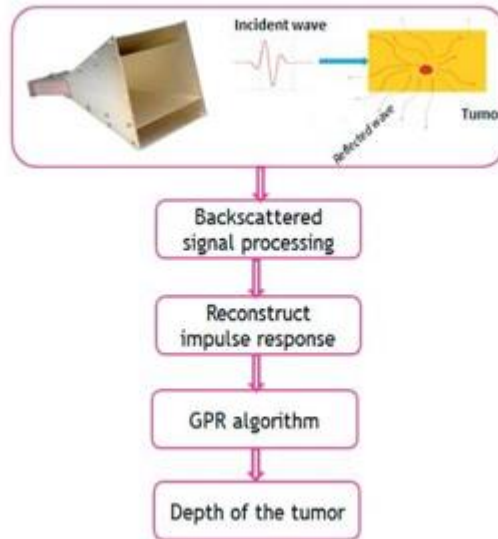 Incident wave
Reflected wave
Tumo
Backscattered
signal processing
Reconstruct
impulse response
GPR algorithm
Depth of the tumor